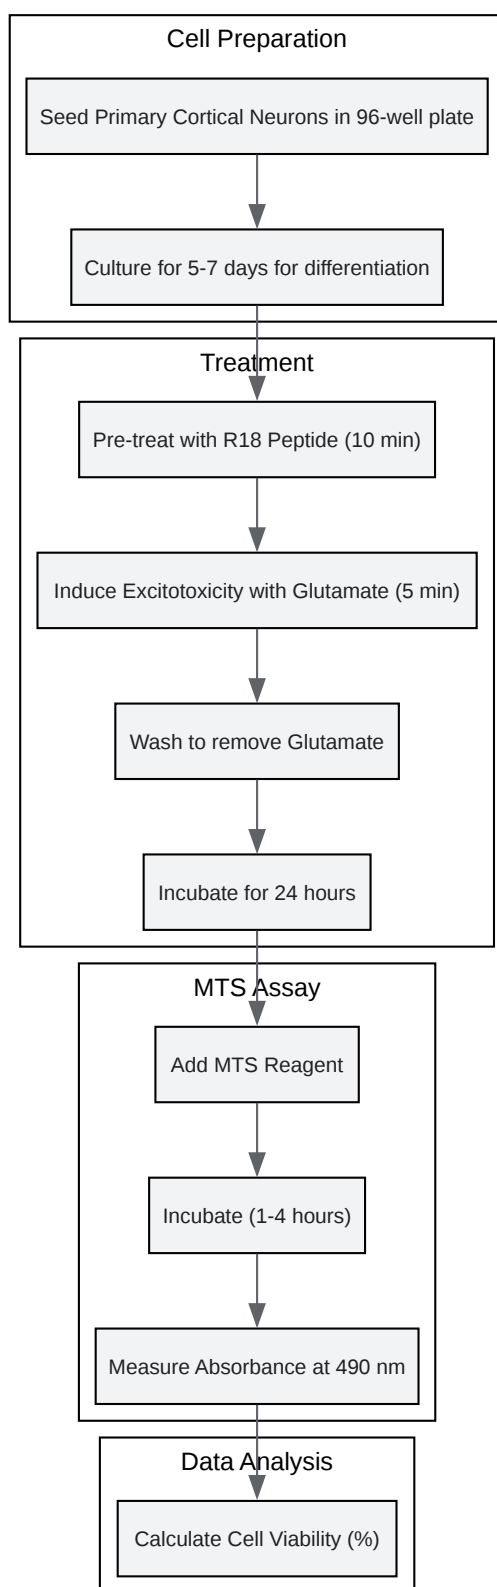 Cell Preparation
Seed Primary Cortical Neurons in 96-well plate
Culture for 5-7 days for differentiation
Treatment
Pre-treat with R18 Peptide (10 min)
Induce Excitotoxicity with Glutamate (5 min)
Wash to remove Glutamate
Incubate for 24 hours
MTS Assay
Add MTS Reagent
Incubate (1-4 hours)
Measure Absorbance at 490 nm
Data Analysis
Calculate Cell Viability (%)